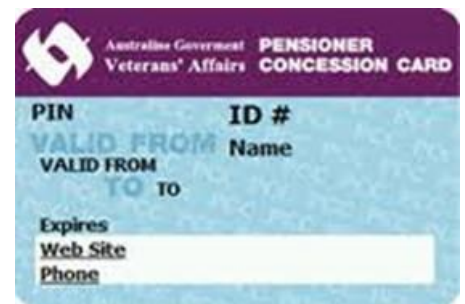 Australine Goverment PENSIONER
Veterans' Affairs CONCESSION CARD
PIN ID #
VALID FROM Name
VALID FROM
TO TO
Expires
Web Site
Phone